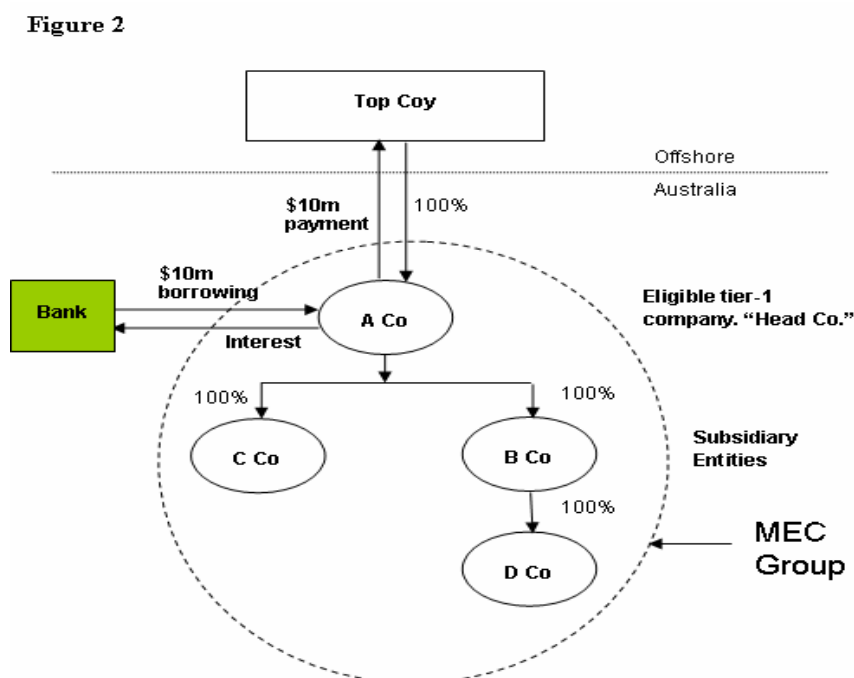 Figure 2
Top Coy
Offshore
Australia
$10m
payment
100%
$10m
borrowing
Bank
Interest
A Co
Eligible tier-1
company. “Head Co.”
100%
100%
C Co
B Co
Subsidiary
Entities
100%
D Co
MEC
Group